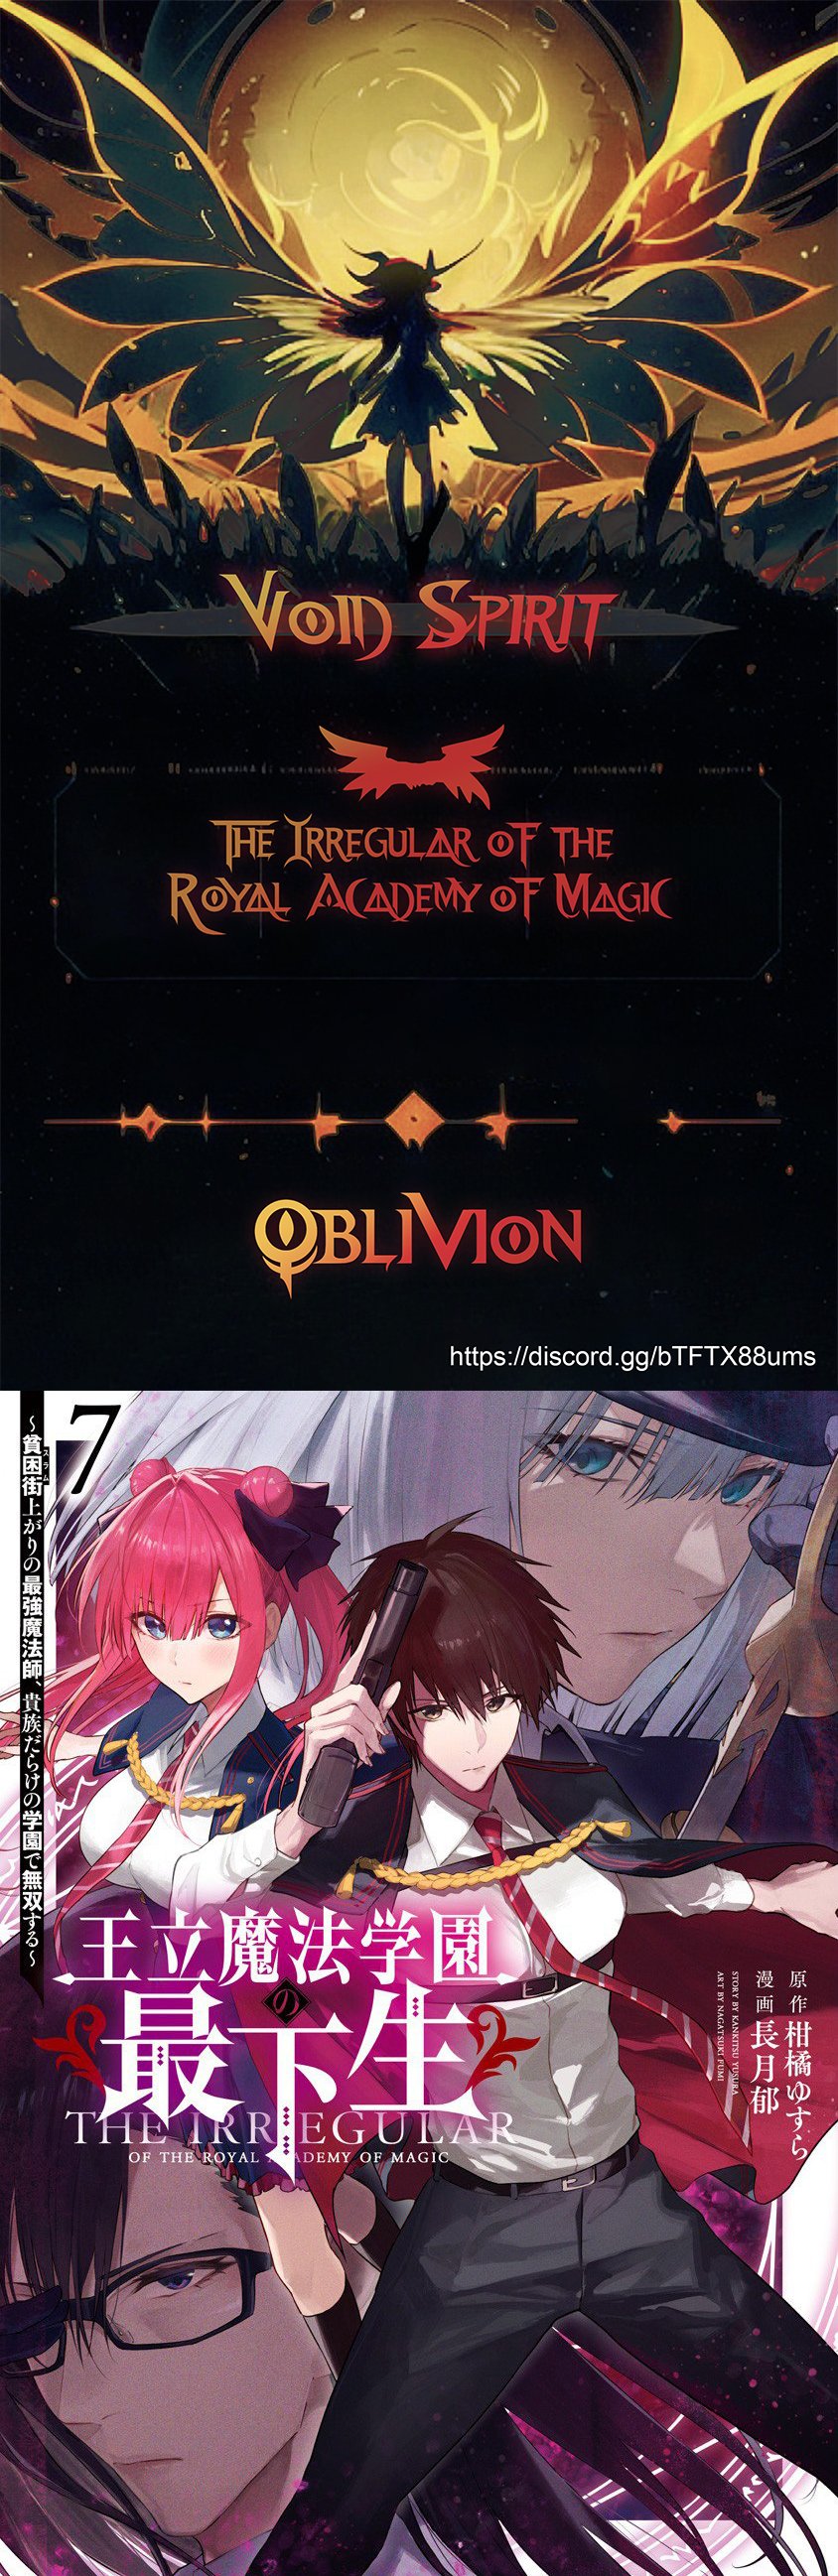 Void Spirit
The Irregular of the
Royal Academy of Magic
Oblivion
https://discord.gg/bTFTX88ums
7
～貧困街上がりの最強魔法師、貴族だらけの学園で無双する～
スラム
王立魔法学園
の
最下生
THE IRREGULAR
OF THE ROYAL ACADEMY OF MAGIC
原作 柑橘ゆすら
漫画 長月郁
STORY BY KANKITSU YUSURA
ART BY NAGATSUKI FUMI